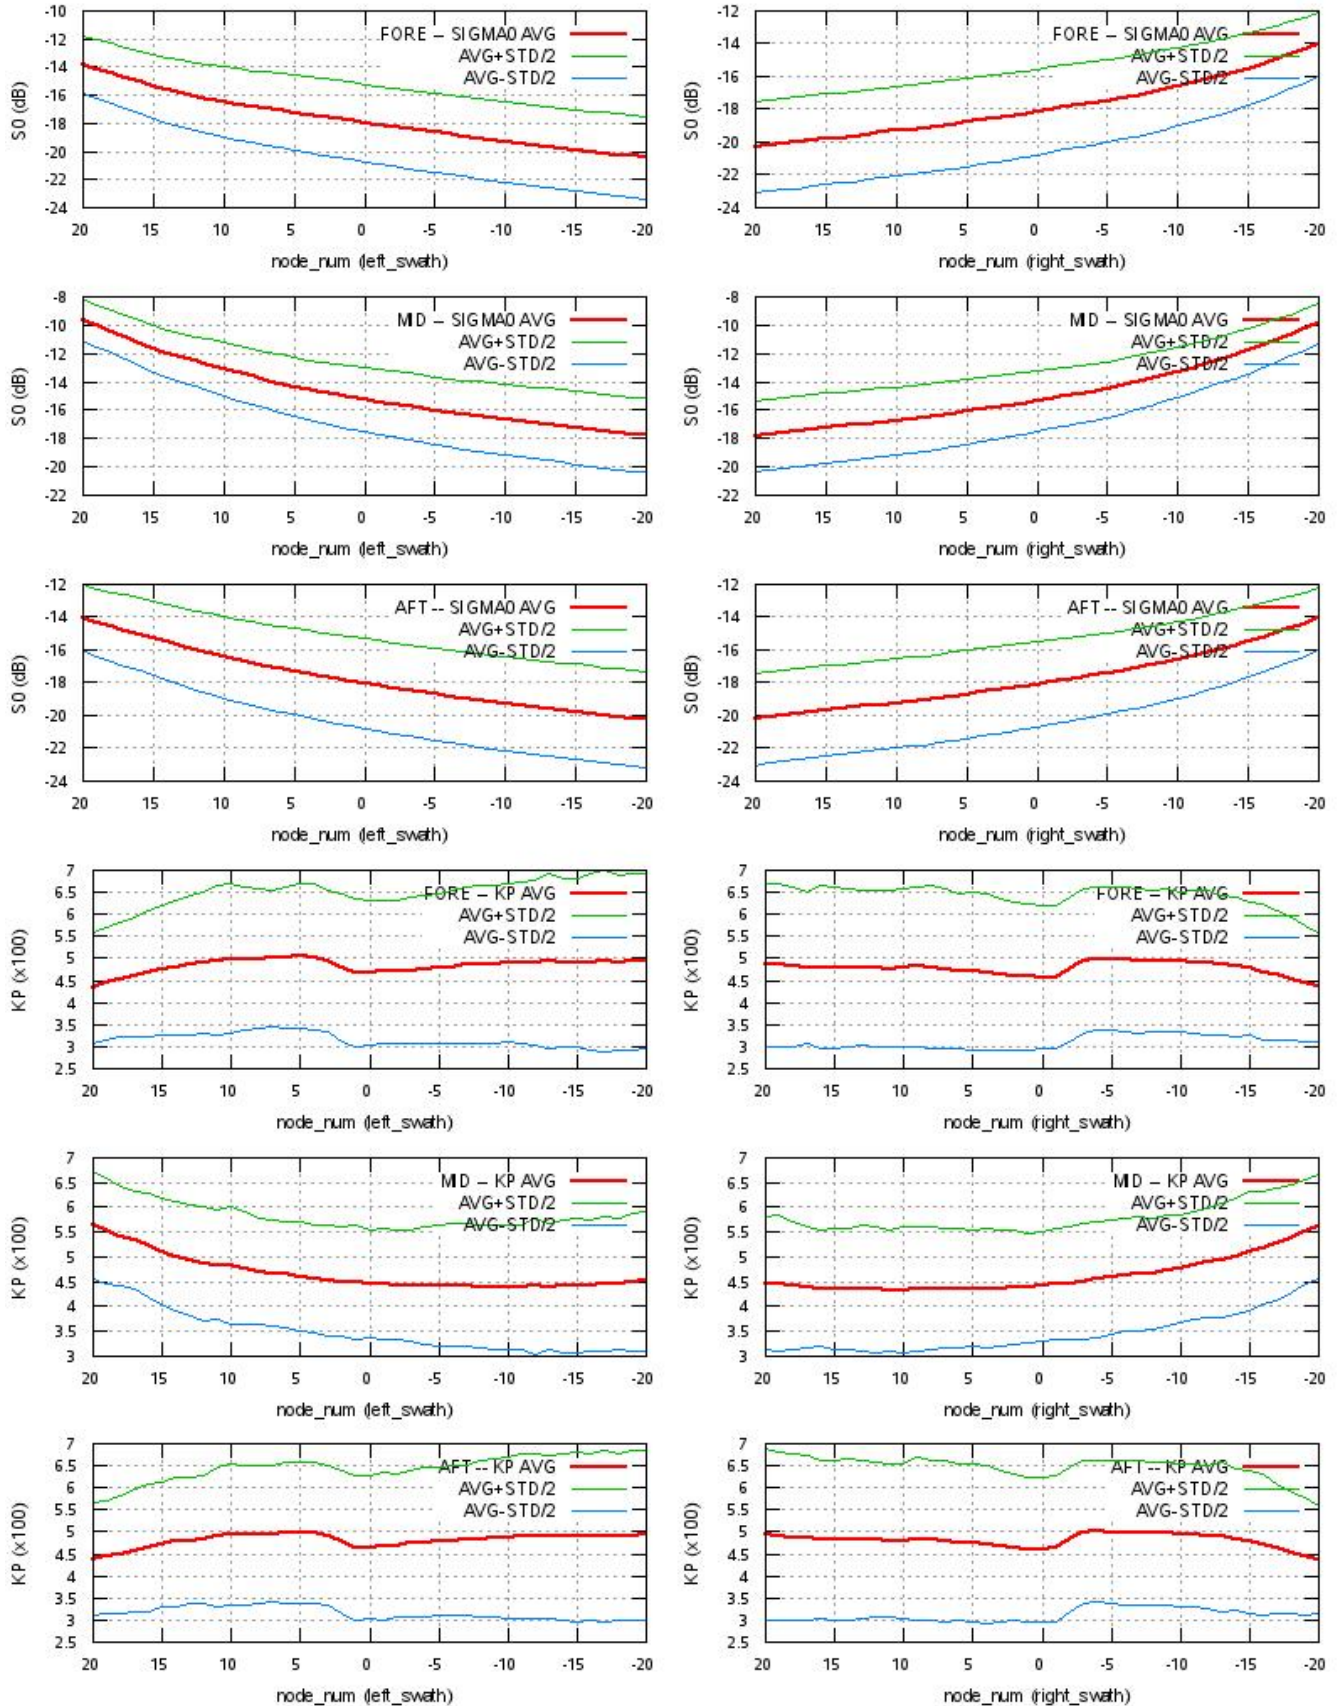 -10
-12
-14
-16
-18
-20
-22
-24
S0 (dB)
FORE -- SIGMA0 AVG
AVG+STD/2
AVG-STD/2
20 15 10 5 0 -5 -10 -15 -20
node_num (left_swath)
-12
-14
-16
-18
-20
-22
-24
S0 (dB)
FORE -- SIGMA0 AVG
AVG+STD/2
AVG-STD/2
20 15 10 5 0 -5 -10 -15 -20
node_num (right_swath)
-8
-10
-12
-14
-16
-18
-20
-22
S0 (dB)
MID -- SIGMA0 AVG
AVG+STD/2
AVG-STD/2
20 15 10 5 0 -5 -10 -15 -20
node_num (left_swath)
-8
-10
-12
-14
-16
-18
-20
-22
S0 (dB)
MID -- SIGMA0 AVG
AVG+STD/2
AVG-STD/2
20 15 10 5 0 -5 -10 -15 -20
node_num (right_swath)
-12
-14
-16
-18
-20
-22
-24
S0 (dB)
AFT -- SIGMA0 AVG
AVG+STD/2
AVG-STD/2
20 15 10 5 0 -5 -10 -15 -20
node_num (left_swath)
-12
-14
-16
-18
-20
-22
-24
S0 (dB)
AFT -- SIGMA0 AVG
AVG+STD/2
AVG-STD/2
20 15 10 5 0 -5 -10 -15 -20
node_num (right_swath)
7
6.5
6
5.5
5
4.5
4
3.5
3
2.5
KP (x100)
FORE -- KP AVG
AVG+STD/2
AVG-STD/2
20 15 10 5 0 -5 -10 -15 -20
node_num (left_swath)
7
6.5
6
5.5
5
4.5
4
3.5
3
2.5
KP (x100)
FORE -- KP AVG
AVG+STD/2
AVG-STD/2
20 15 10 5 0 -5 -10 -15 -20
node_num (right_swath)
7
6.5
6
5.5
5
4.5
4
3.5
3
KP (x100)
MID -- KP AVG
AVG+STD/2
AVG-STD/2
20 15 10 5 0 -5 -10 -15 -20
node_num (left_swath)
7
6.5
6
5.5
5
4.5
4
3.5
3
KP (x100)
MID -- KP AVG
AVG+STD/2
AVG-STD/2
20 15 10 5 0 -5 -10 -15 -20
node_num (right_swath)
7
6.5
6
5.5
5
4.5
4
3.5
3
2.5
KP (x100)
AFT -- KP AVG
AVG+STD/2
AVG-STD/2
20 15 10 5 0 -5 -10 -15 -20
node_num (left_swath)
7
6.5
6
5.5
5
4.5
4
3.5
3
2.5
KP (x100)
AFT -- KP AVG
AVG+STD/2
AVG-STD/2
20 15 10 5 0 -5 -10 -15 -20
node_num (right_swath)